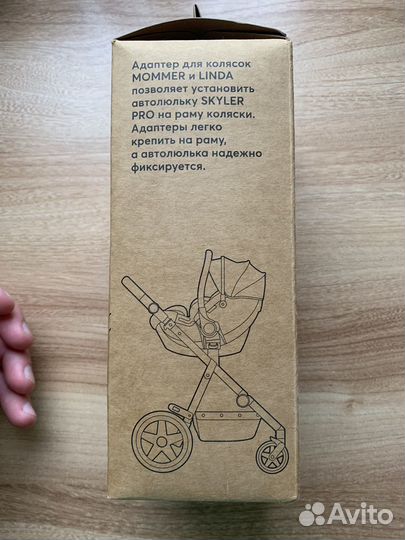 Адаптер для колясок
MOMMER и LINDA
позволяет установить
автолюльку SKYLER
PRO на раму коляски.
Адаптеры легко
крепить на раму,
а автолюлька надежно
фиксируется.
Avito